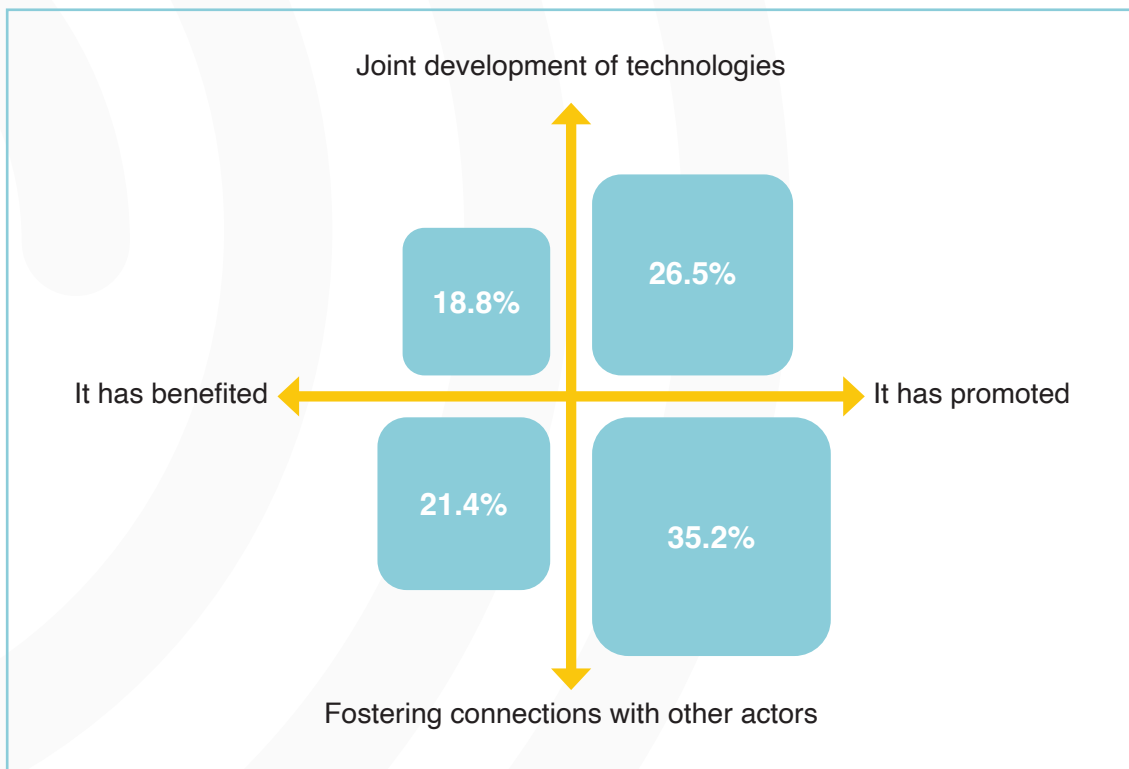 Joint development of technologies
26.5%
18.8%
It has benefited
It has promoted
21.4%
35.2%
Fostering connections with other actors